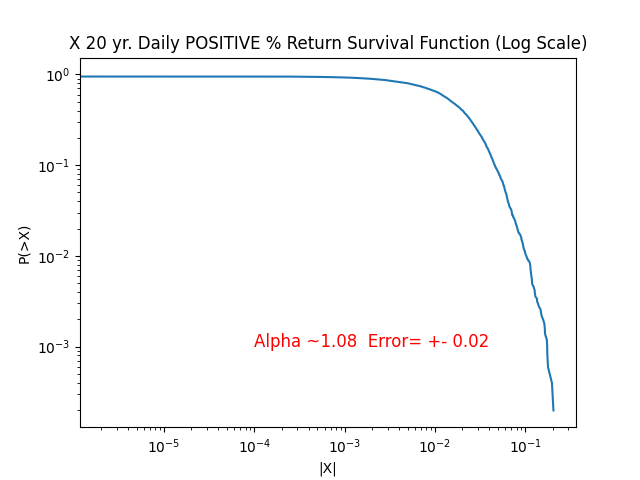 X 20 yr. Daily POSITIVE % Return Survival Function (Log Scale)
10⁰
10⁻¹
10⁻²
10⁻³
P(>X)
Alpha ~1.08  Error= +- 0.02
10⁻⁵ 10⁻⁴ 10⁻³ 10⁻² 10⁻¹
|X|